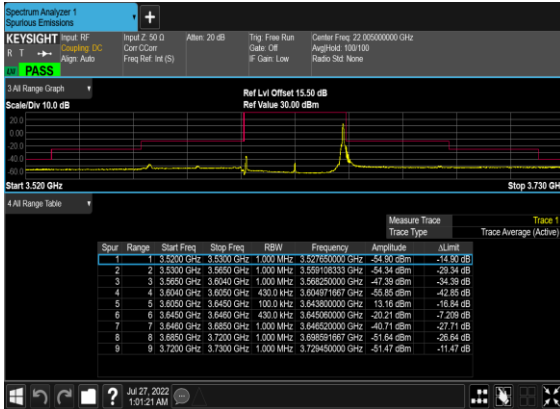 Spectrum Analyzer 1
Spurious Emissions
KEYSIGHT Input: RF Input Z: 50 Ω Atten: 20 dB Trig: Free Run Center Freq: 22.005000000 GHz
R T Coupling: DC Corr CCorr Gate: Off Avg|Hold: 100/100
Align: Auto Freq Ref: Int (S) IF Gain: Low Radio Std: None
PASS
3 All Range Graph
Ref Lvl Offset 15.50 dB
Scale/Div 10.0 dB Ref Value 30.00 dBm
20.0
0.00
-20.0
-40.0
-60.0
Start 3.520 GHz Stop 3.730 GH
4 All Range Table
Measure Trace Trace 1
Trace Type Trace Average (Active)
Spur Range Start Freq Stop Freq RBW Frequency Amplitude ΔLimit
1 1 3.5200 GHz 3.5300 GHz 1.000 MHz 3.527650000 GHz -54.90 dBm -14.90 dB
2 2 3.5300 GHz 3.5650 GHz 1.000 MHz 3.559108333 GHz -54.34 dBm -29.34 dB
3 3 3.5650 GHz 3.6040 GHz 1.000 MHz 3.568250000 GHz -47.39 dBm -34.39 dB
4 4 3.6040 GHz 3.6050 GHz 430.0 kHz 3.604971667 GHz -55.85 dBm -42.85 dB
5 5 3.6050 GHz 3.6450 GHz 100.0 kHz 3.643800000 GHz 13.16 dBm -16.84 dB
6 6 3.6450 GHz 3.6460 GHz 430.0 kHz 3.645060000 GHz -20.21 dBm -7.209 dB
7 7 3.6460 GHz 3.6850 GHz 1.000 MHz 3.646520000 GHz -40.71 dBm -27.71 dB
8 8 3.6850 GHz 3.7200 GHz 1.000 MHz 3.698591667 GHz -51.64 dBm -26.64 dB
9 9 3.7200 GHz 3.7300 GHz 1.000 MHz 3.729450000 GHz -51.47 dBm -11.47 dB
Jul 27, 2022
1:01:21 AM